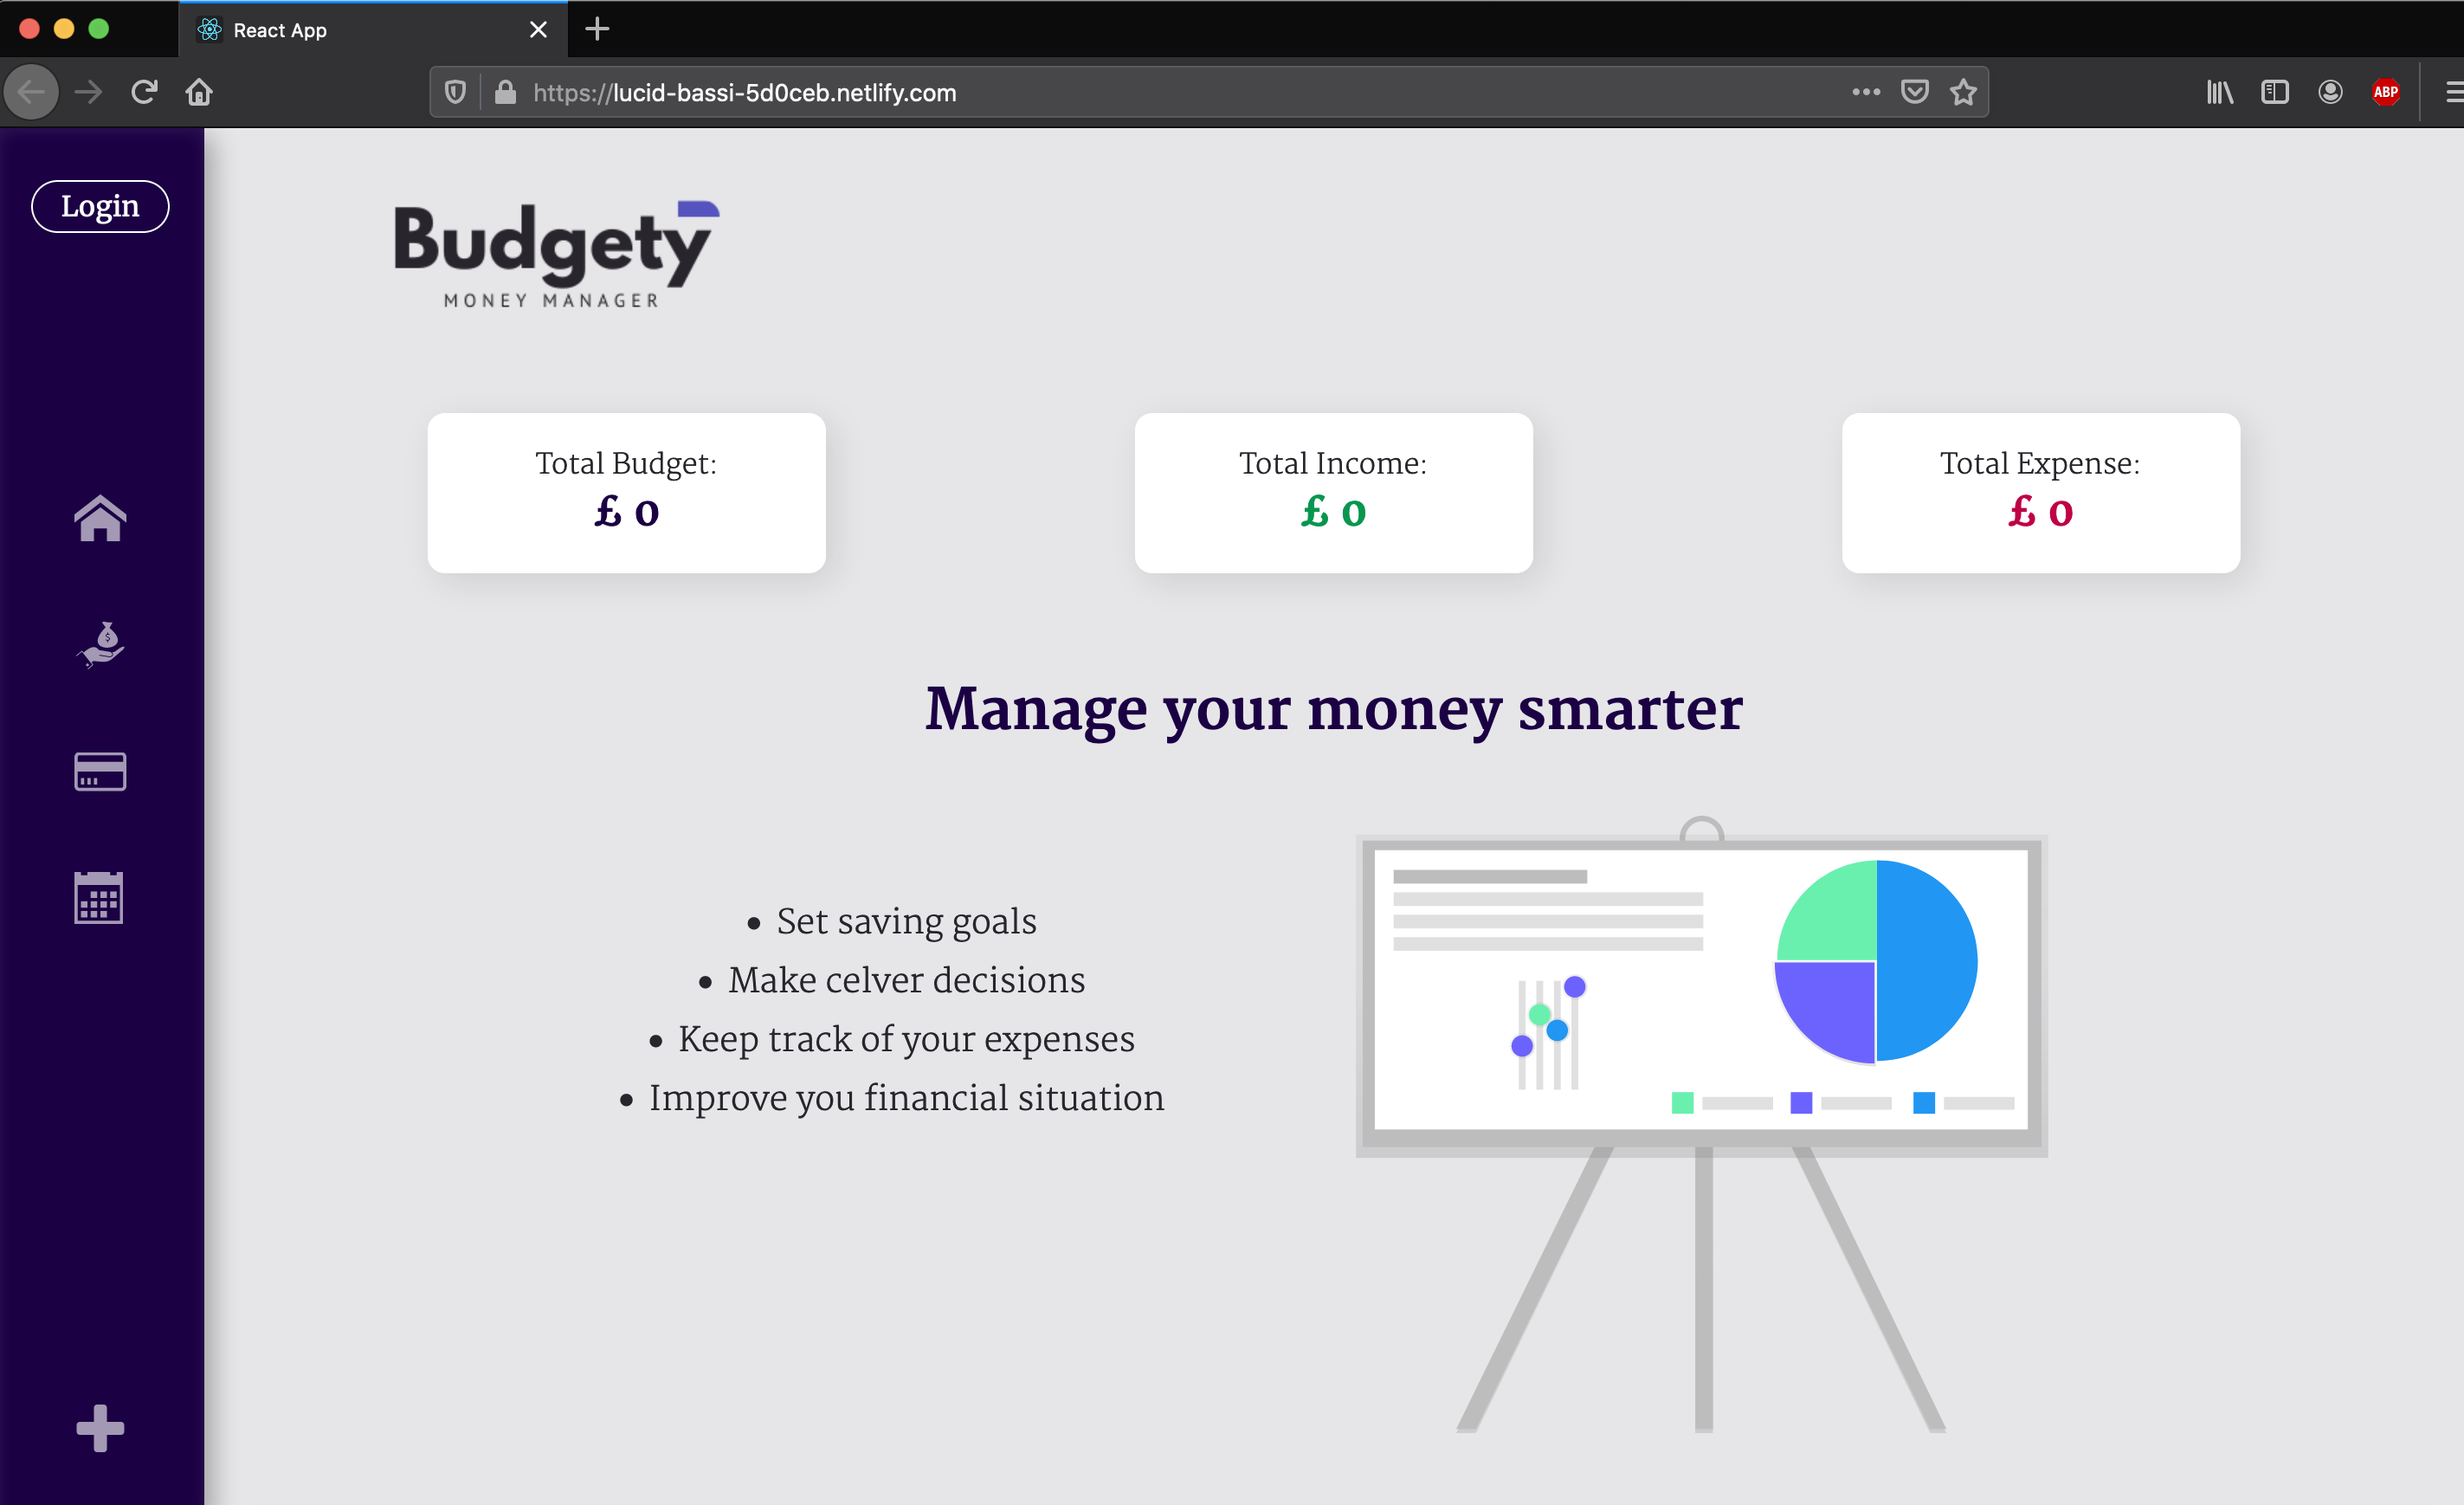 React App
https://lucid-bassi-5d0ceb.netlify.com
ABP
Login
Budgety
MONEY MANAGER
Total Budget:
£ 0
Total Income:
£ 0
Total Expense:
£ 0
Manage your money smarter
• Set saving goals
• Make celver decisions
• Keep track of your expenses
• Improve you financial situation